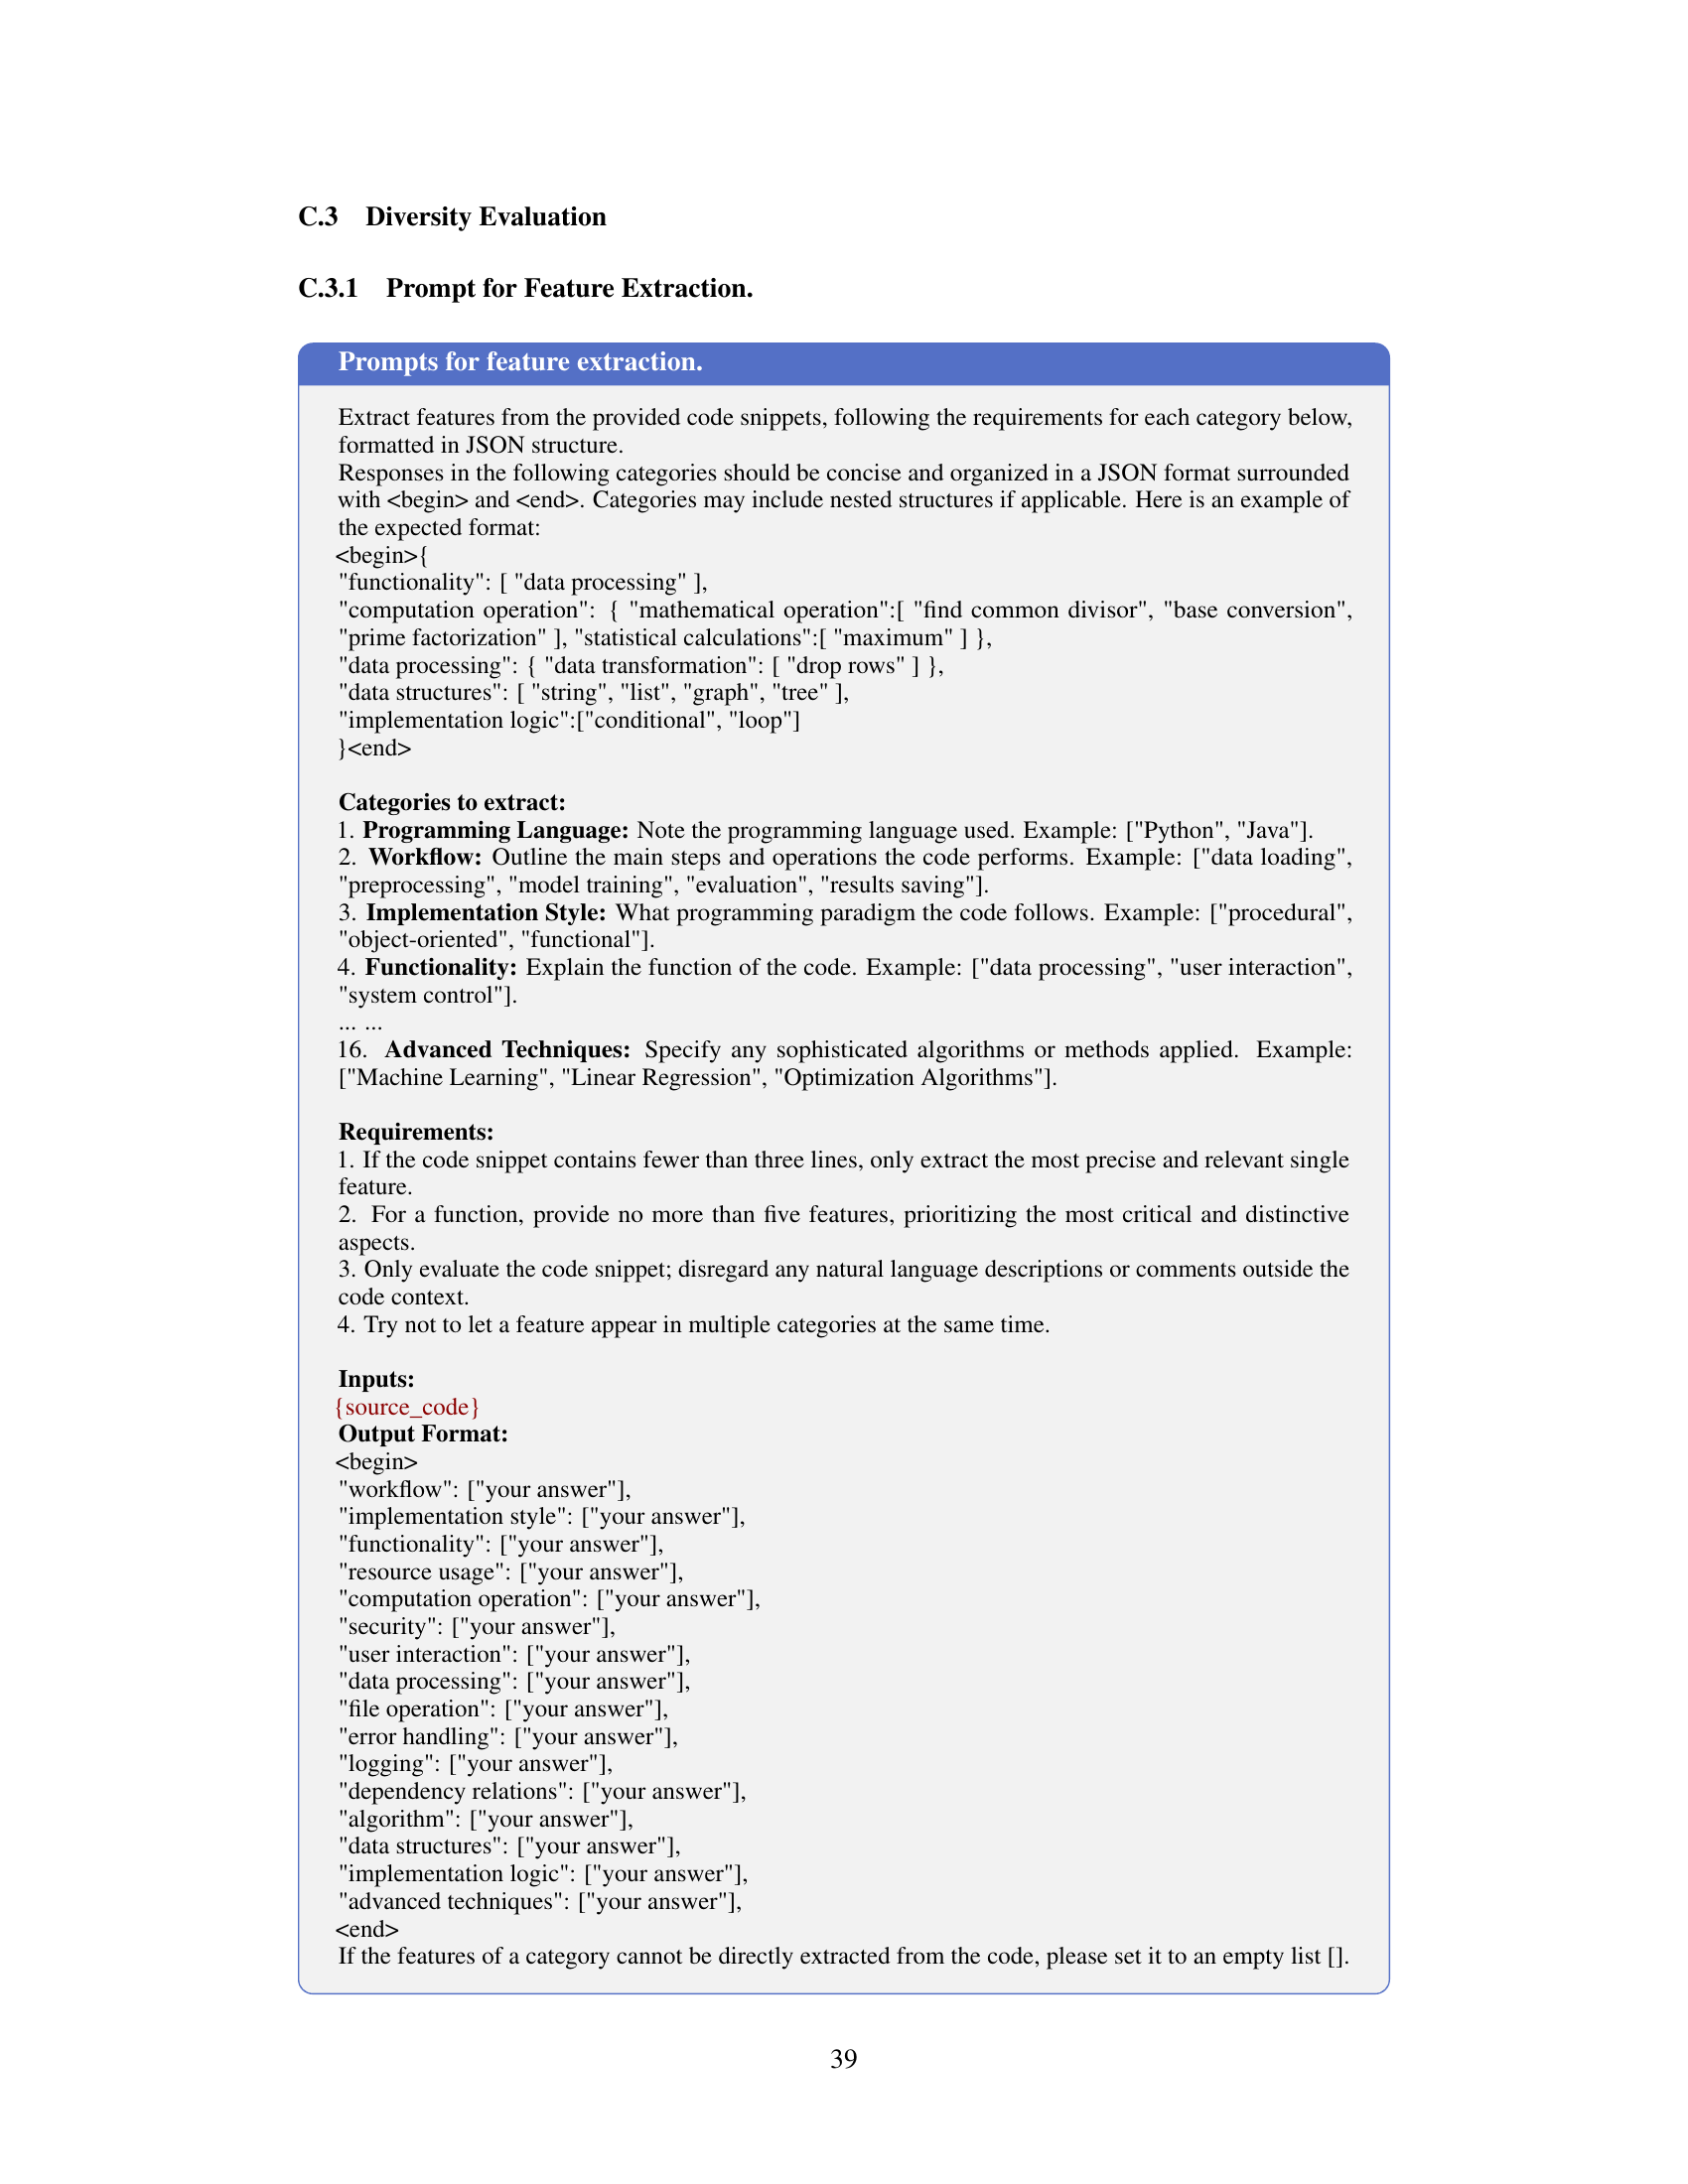 C.3 Diversity Evaluation
C.3.1 Prompt for Feature Extraction.
Prompts for feature extraction.
Extract features from the provided code snippets, following the requirements for each category below,
formatted in JSON structure.
Responses in the following categories should be concise and organized in a JSON format surrounded
with <begin> and <end>. Categories may include nested structures if applicable. Here is an example of
the expected format:
<begin>{
"functionality": [ "data processing" ],
"computation operation": { "mathematical operation":[ "find common divisor", "base conversion",
"prime factorization" ], "statistical calculations":[ "maximum" ] },
"data processing": { "data transformation": [ "drop rows" ] },
"data structures": [ "string", "list", "graph", "tree" ],
"implementation logic":["conditional", "loop"]
}<end>
Categories to extract:
1. Programming Language: Note the programming language used. Example: ["Python", "Java"].
2. Workflow: Outline the main steps and operations the code performs. Example: ["data loading",
"preprocessing", "model training", "evaluation", "results saving"].
3. Implementation Style: What programming paradigm the code follows. Example: ["procedural",
"object-oriented", "functional"].
4. Functionality: Explain the function of the code. Example: ["data processing", "user interaction",
"system control"].
... ...
16. Advanced Techniques: Specify any sophisticated algorithms or methods applied. Example:
["Machine Learning", "Linear Regression", "Optimization Algorithms"].
Requirements:
1. If the code snippet contains fewer than three lines, only extract the most precise and relevant single
feature.
2. For a function, provide no more than five features, prioritizing the most critical and distinctive
aspects.
3. Only evaluate the code snippet; disregard any natural language descriptions or comments outside the
code context.
4. Try not to let a feature appear in multiple categories at the same time.
Inputs:
{source_code}
Output Format:
<begin>
"workflow": ["your answer"],
"implementation style": ["your answer"],
"functionality": ["your answer"],
"resource usage": ["your answer"],
"computation operation": ["your answer"],
"security": ["your answer"],
"user interaction": ["your answer"],
"data processing": ["your answer"],
"file operation": ["your answer"],
"error handling": ["your answer"],
"logging": ["your answer"],
"dependency relations": ["your answer"],
"algorithm": ["your answer"],
"data structures": ["your answer"],
"implementation logic": ["your answer"],
"advanced techniques": ["your answer"],
<end>
If the features of a category cannot be directly extracted from the code, please set it to an empty list [].
39